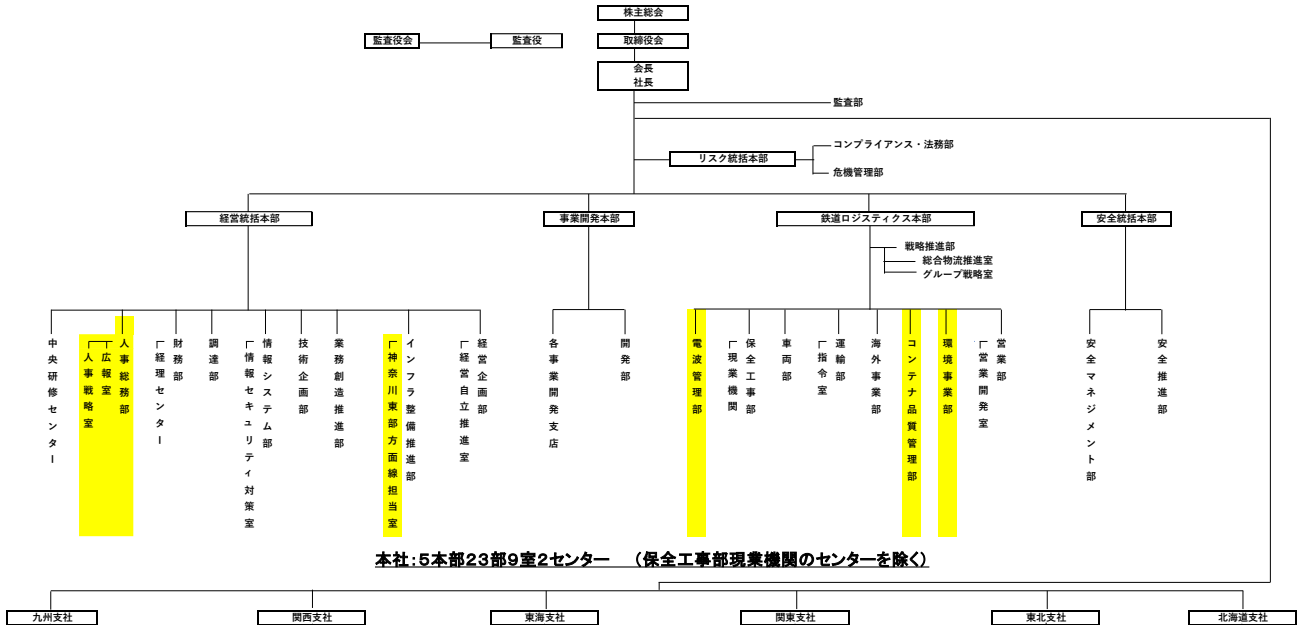 株主総会
監査役会
監査役
取締役会
会長
社長
監査部
コンプライアンス・法務部
リスク統括本部
危機管理部
経営統括本部
事業開発本部
鉄道ロジスティクス本部
安全統括本部
戦略推進部
総合物流推進室
グループ戦略室
中央研修センター
人事戦略室
広報室
人事総務部
経理センター
財務部
調達部
情報セキュリティ対策室
情報システム部
技術企画部
業務創造推進部
神奈川東部方面線担当室
インフラ整備推進部
経営自立推進室
経営企画部
各事業開発支店
開発部
電波管理部
現業機関
保全工事部
車両部
指令室
運輸部
海外事業部
コンテナ品質管理部
環境事業部
営業開発室
営業部
安全マネジメント部
安全推進部
本社：5本部23部9室2センター　（保全工事部現業機関のセンターを除く）
九州支社
関西支社
東海支社
関東支社
東北支社
北海道支社